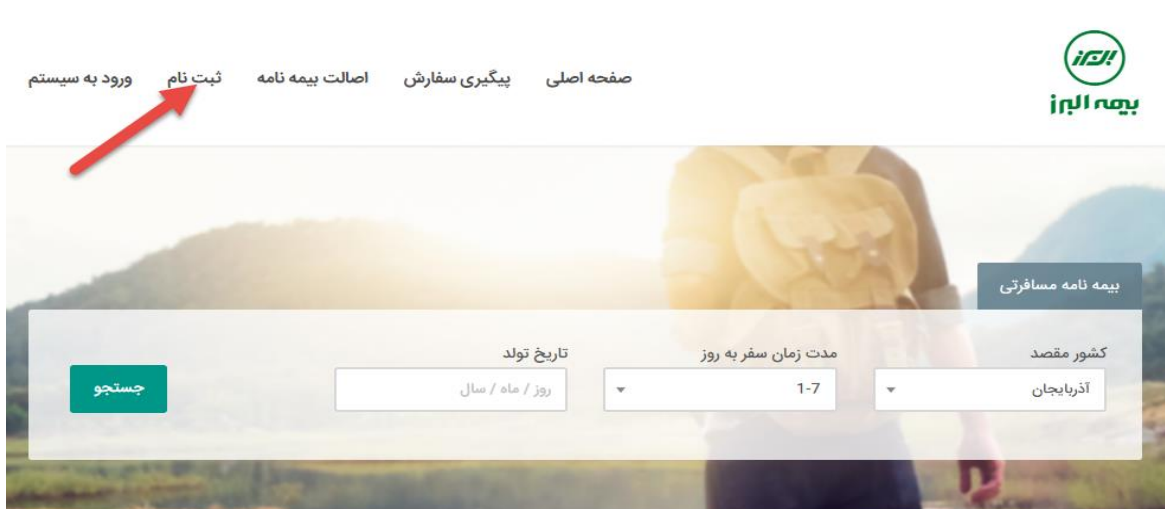 البرز
بیمه البرز
صفحه اصلی
پیگیری سفارش
اصالت بیمه نامه
ثبت نام
ورود به سیستم
بیمه نامه مسافرتی
کشور مقصد
آذربایجان
مدت زمان سفر به روز
1-7
تاریخ تولد
روز / ماه / سال
جستجو